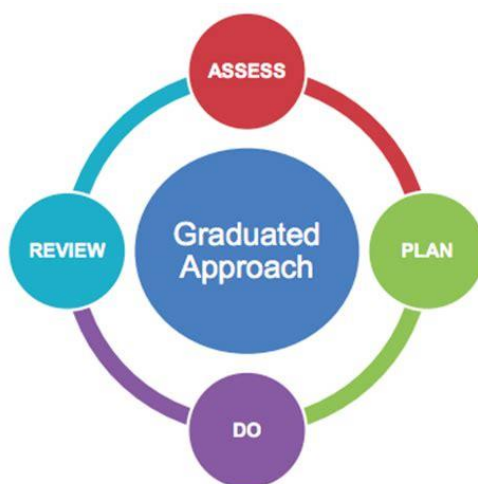 ASSESS
Graduated
Approach
PLAN
DO
REVIEW